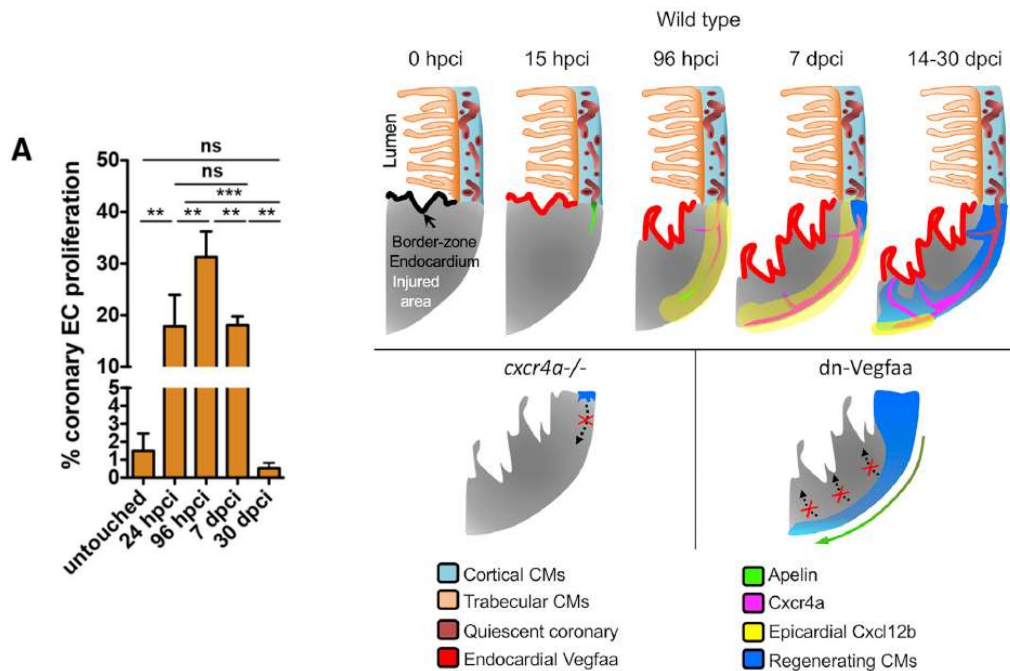 A
% coronary EC proliferation
ns
ns
***
** ** ** **
50
40
30
20
10
5
4
3
2
1
0
untouched
24 hpci
96 hpci
7 dpci
30 dpci
Wild type
0 hpci 15 hpci 96 hpci 7 dpci 14-30 dpci
Lumen
Border-zone
Endocardium
Injured
area
cxcr4a-/- dn-Vegfaa
Cortical CMs
Trabecular CMs
Quiescent coronary
Endocardial Vegfaa
Apelin
Cxcr4a
Epicardial Cxcl12b
Regenerating CMs